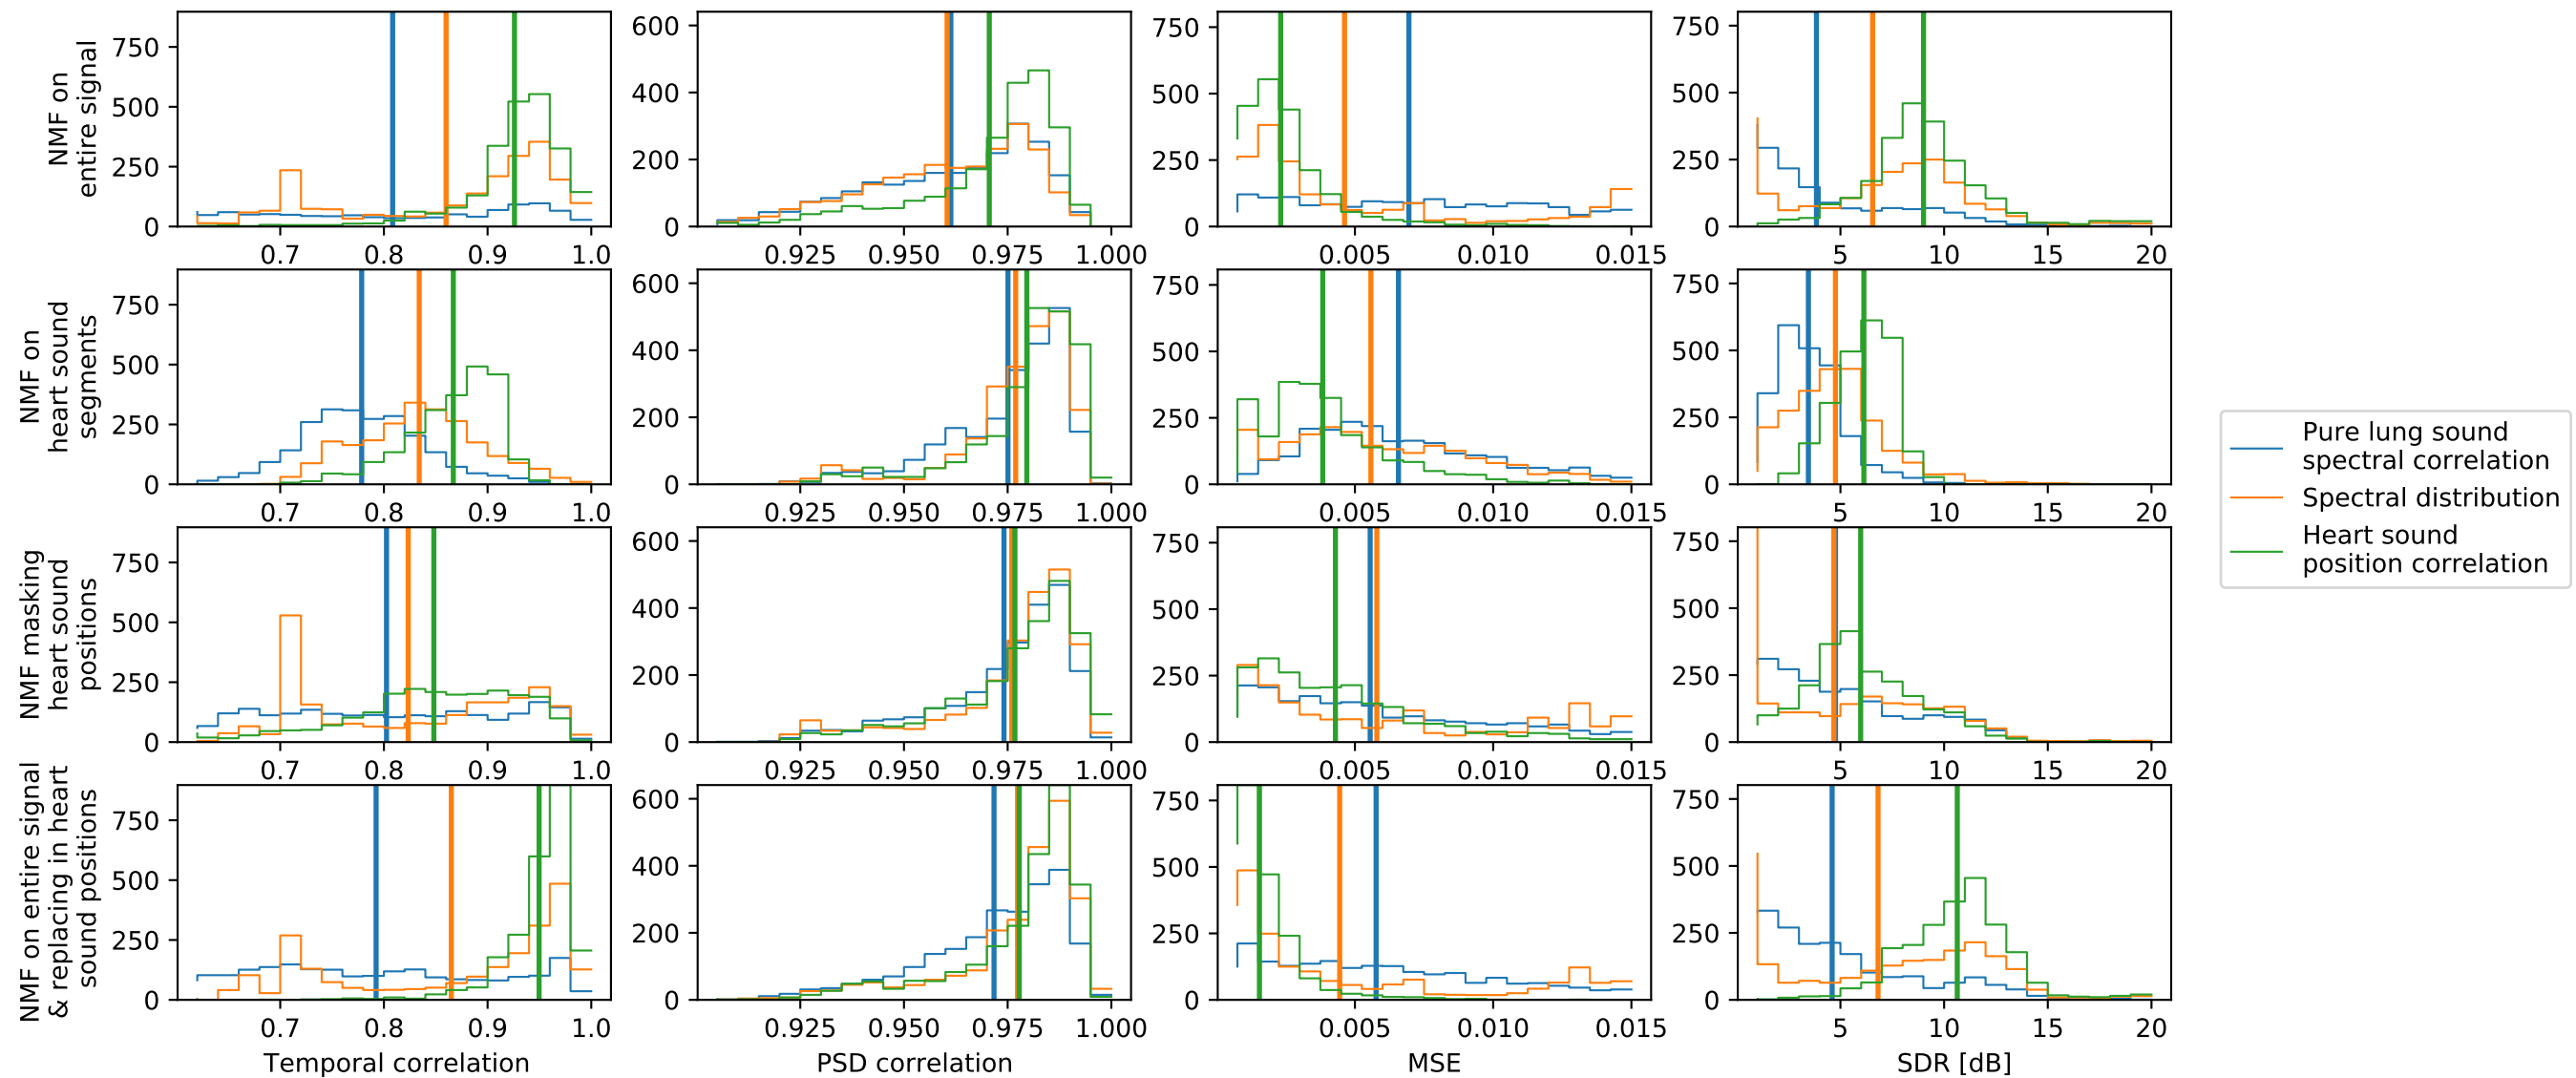 NMF on
entire signal
750
500
250
0
0.7 0.8 0.9 1.0
600
400
200
0
0.925 0.950 0.975 1.000
750
500
250
0
0.005 0.010 0.015
750
500
250
0
5 10 15 20
NMF on
heart sound
segments
750
500
250
0
0.7 0.8 0.9 1.0
600
400
200
0
0.925 0.950 0.975 1.000
750
500
250
0
0.005 0.010 0.015
750
500
250
0
5 10 15 20
NMF masking
heart sound
positions
750
500
250
0
0.7 0.8 0.9 1.0
600
400
200
0
0.925 0.950 0.975 1.000
750
500
250
0
0.005 0.010 0.015
750
500
250
0
5 10 15 20
NMF on entire signal
& replacing in heart
sound positions
750
500
250
0
0.7 0.8 0.9 1.0
Temporal correlation
600
400
200
0
0.925 0.950 0.975 1.000
PSD correlation
750
500
250
0
0.005 0.010 0.015
MSE
750
500
250
0
5 10 15 20
SDR [dB]
Pure lung sound
spectral correlation
Spectral distribution
Heart sound
position correlation